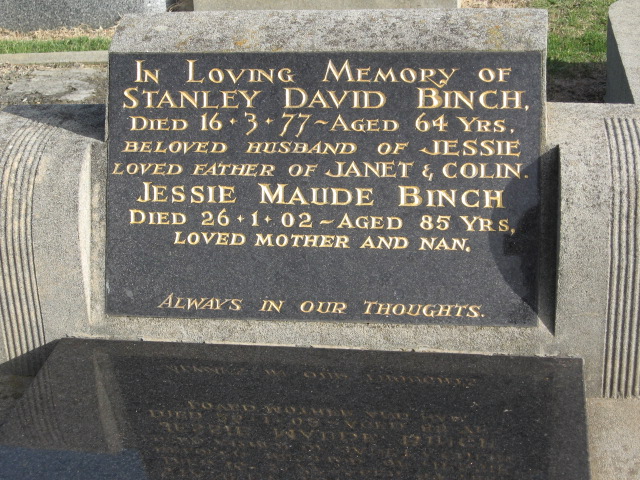 In Loving Memory of
Stanley David Binch.
Died 16·3·77~Aged 64 Yrs.
beloved husband of Jessie
loved father of Janet & Colin.
Jessie Maude Binch
Died 26·1·02~Aged 85 Yrs,
loved mother and nan.
Always in our thoughts.